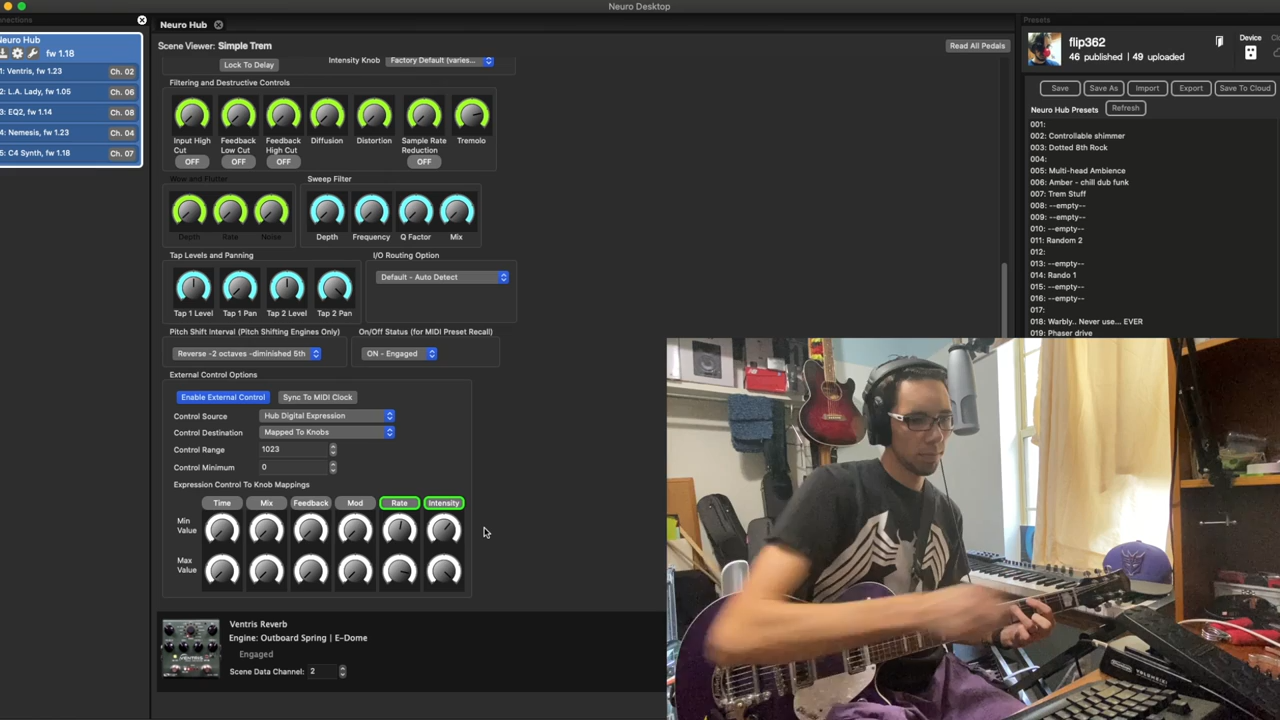 Neuro Desktop
Neuro Hub
Presets
Neuro Hub
fw 1.18
1: Ventris, fw 1.23 Ch. 02
2: L.A. Lady, fw 1.05 Ch. 06
3: EQ2, fw 1.14 Ch. 08
4: Nemesis, fw 1.23 Ch. 04
5: C4 Synth, fw 1.18 Ch. 07
Scene Viewer: Simple Trem
Read All Pedals
Lock To Delay
Intensity Knob Factory Default (varies...
Filtering and Destructive Controls
Input High Cut
Feedback Low Cut
Feedback High Cut
Diffusion
Distortion
Sample Rate Reduction
Tremolo
OFF OFF OFF OFF
Wow and Flutter
Depth Rate Noise
Sweep Filter
Depth Frequency Q Factor Mix
Tap Levels and Panning
Tap 1 Level Tap 1 Pan Tap 2 Level Tap 2 Pan
I/O Routing Option
Default - Auto Detect
Pitch Shift Interval (Pitch Shifting Engines Only)
Reverse -2 octaves -diminished 5th
On/Off Status (for MIDI Preset Recall)
ON - Engaged
External Control Options
Enable External Control Sync To MIDI Clock
Control Source Hub Digital Expression
Control Destination Mapped To Knobs
Control Range 1023
Control Minimum 0
Expression Control To Knob Mappings
Time Mix Feedback Mod Rate Intensity
Min Value
Max Value
Ventris Reverb
Engine: Outboard Spring | E-Dome
Engaged
Scene Data Channel: 2
flip362
46 published | 49 uploaded
Device
Save Save As Import Export Save To Cloud
Neuro Hub Presets Refresh
001:
002: Controllable shimmer
003: Dotted 8th Rock
004:
005: Multi-head Ambience
006: Amber - chill dub funk
007: Trem Stuff
008: --empty--
009: --empty--
010: --empty--
011: Random 2
012:
013: --empty--
014: Rando 1
015: --empty--
016: --empty--
017:
018: Warbly.. Never use... EVER
019: Phaser drive